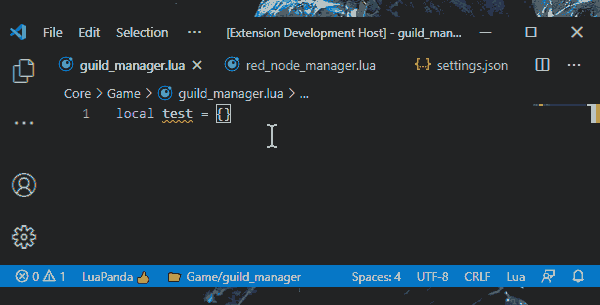 File Edit Selection ... [Extension Development Host] - guild_man...
guild_manager.lua red_node_manager.lua {..} settings.json ...
Core > Game > guild_manager.lua > ...
1 local test = {}
0 1 LuaPanda Game/guild_manager Spaces: 4 UTF-8 CRLF Lua